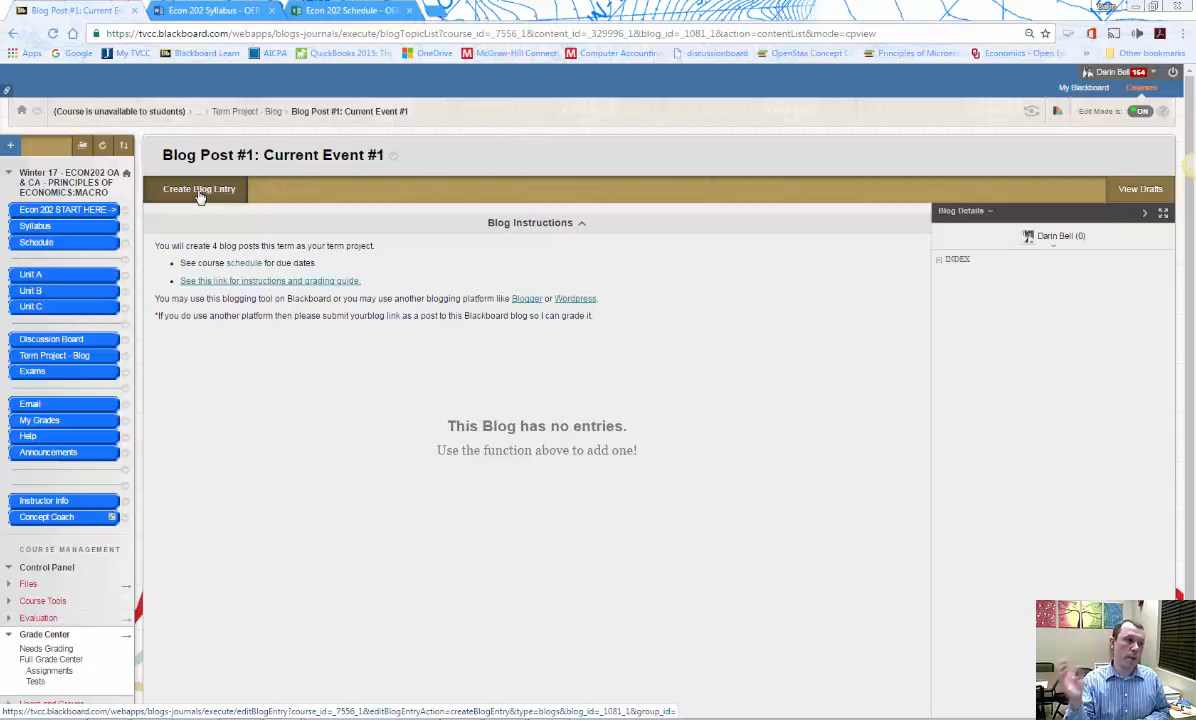 Blog Post #1: Current Ev
Econ 202 Syllabus - OER
Econ 202 Schedule - OER
Darin
https://tvcc.blackboard.com/webapps/blogs-journals/execute/blogTopicList?course_id=_7556_1&content_id=_329996_1&blog_id=_1081_1&action=contentList&mode=cpview
Apps Google My TVCC Blackboard Learn AICPA QuickBooks 2015: The OneDrive McGraw-Hill Connect Computer Accounting discussionboard OpenStax Concept C Principles of Microec Economics - Open Ed Other bookmarks
Darin Bell 164
My Blackboard Courses
(Course is unavailable to students) ... Term Project - Blog Blog Post #1: Current Event #1
Edit Mode is: ON ?
Blog Post #1: Current Event #1
Create Blog Entry
View Drafts
Winter 17 - ECON202 OA
& CA - PRINCIPLES OF
ECONOMICS:MACRO
Econ 202 START HERE ->
Syllabus
Schedule
Unit A
Unit B
Unit C
Discussion Board
Term Project - Blog
Exams
Email
My Grades
Help
Announcements
Instructor Info
Concept Coach
COURSE MANAGEMENT
Control Panel
Files
Course Tools
Evaluation
Grade Center
Needs Grading
Full Grade Center
Assignments
Tests
Blog Instructions
You will create 4 blog posts this term as your term project.
• See course schedule for due dates.
• See this link for instructions and grading guide.
You may use this blogging tool on Blackboard or you may use another blogging platform like Blogger or Wordpress.
*If you do use another platform then please submit yourblog link as a post to this Blackboard blog so I can grade it.
This Blog has no entries.
Use the function above to add one!
Blog Details
Darin Bell (0)
INDEX
https://tvcc.blackboard.com/webapps/blogs-journals/execute/editBlogEntry?course_id=_7556_1&editBlogEntryAction=createBlogEntry&type=blogs&blog_id=_1081_1&group_id=